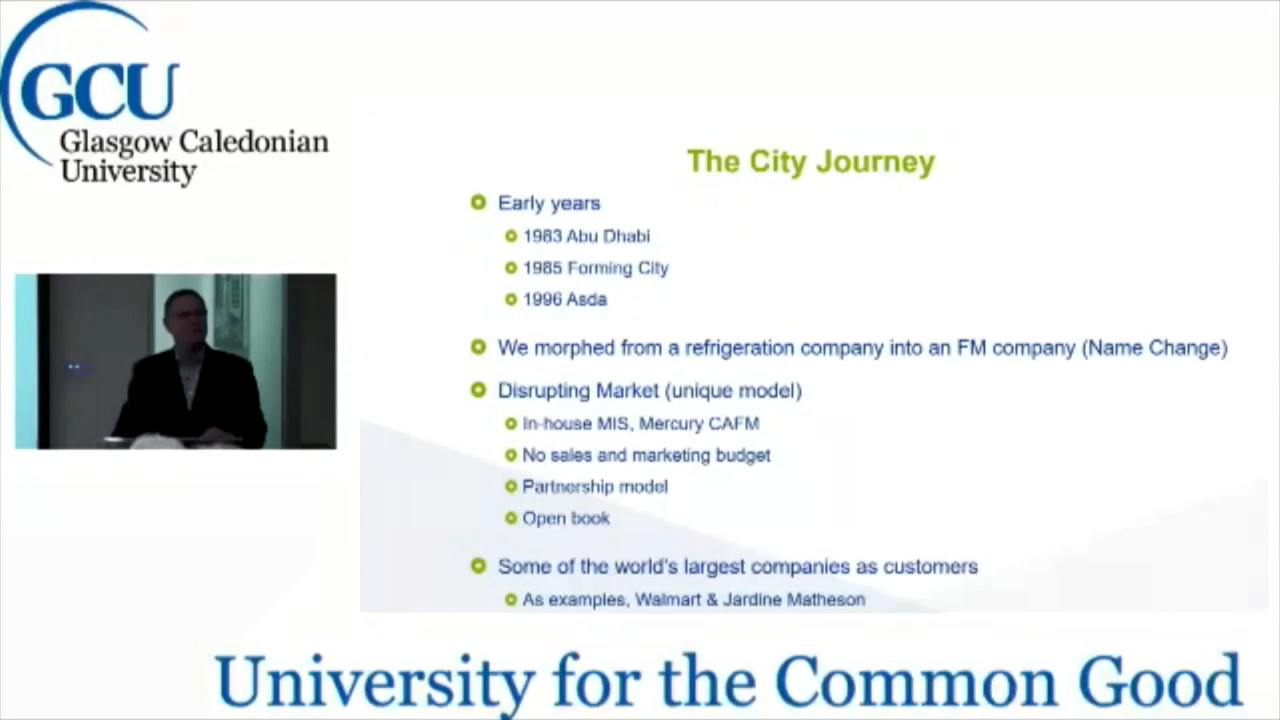 GCU
Glasgow Caledonian
University
The City Journey
Early years
1983 Abu Dhabi
1985 Forming City
1996 Asda
We morphed from a refrigeration company into an FM company (Name Change)
Disrupting Market (unique model)
In-house MIS, Mercury CAFM
No sales and marketing budget
Partnership model
Open book
Some of the world's largest companies as customers
As examples, Walmart & Jardine Matheson
University for the Common Good